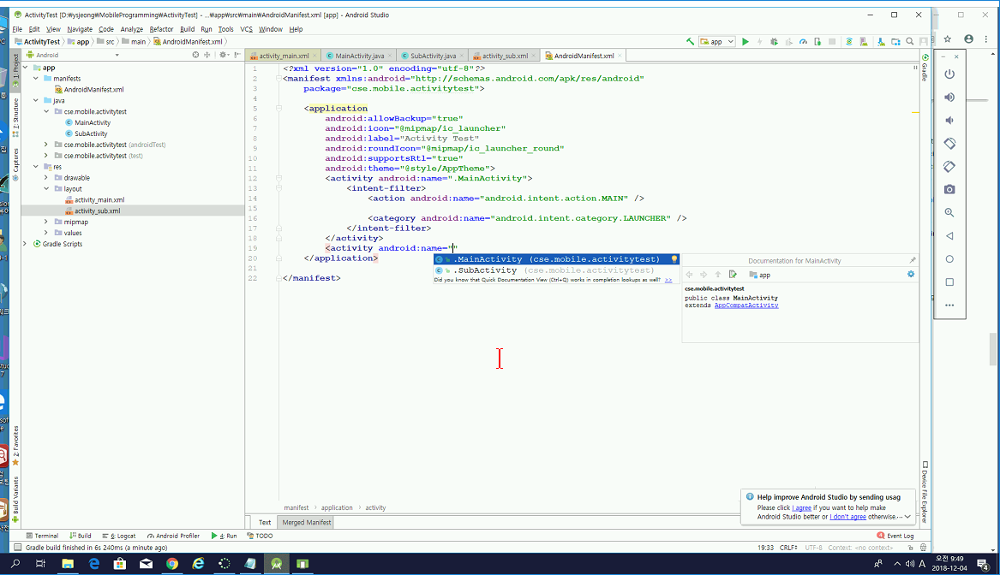 ActivityTest [D:₩ysjeong₩MobileProgramming₩ActivityTest] - ...₩app₩src₩main₩AndroidManifest.xml [app] - Android Studio
File Edit View Navigate Code Analyze Refactor Build Run Tools VCS Window Help
ActivityTest app src main AndroidManifest.xml
app
Android
activity_main.xml MainActivity.java SubActivity.java activity_sub.xml AndroidManifest.xml
1: Project
Z: Structure
Captures
2: Favorites
Build Variants
app
manifests
AndroidManifest.xml
java
cse.mobile.activitytest
MainActivity
SubActivity
cse.mobile.activitytest (androidTest)
cse.mobile.activitytest (test)
res
drawable
layout
activity_main.xml
activity_sub.xml
mipmap
values
Gradle Scripts
1 <?xml version="1.0" encoding="utf-8"?>
2 <manifest xmlns:android="http://schemas.android.com/apk/res/android"
3 package="cse.mobile.activitytest">
4
5 <application
6 android:allowBackup="true"
7 android:icon="@mipmap/ic_launcher"
8 android:label="Activity Test"
9 android:roundIcon="@mipmap/ic_launcher_round"
10 android:supportsRtl="true"
11 android:theme="@style/AppTheme">
12 <activity android:name=".MainActivity">
13 <intent-filter>
14 <action android:name="android.intent.action.MAIN" />
15
16 <category android:name="android.intent.category.LAUNCHER" />
17 </intent-filter>
18 </activity>
19 <activity android:name=""
20 </application>
21
22 </manifest>
.MainActivity (cse.mobile.activitytest)
.SubActivity (cse.mobile.activitytest)
Did you know that Quick Documentation View (Ctrl+Q) works in completion lookups as well? >>
Documentation for MainActivity
app
cse.mobile.activitytest
public class MainActivity
extends AppCompatActivity
Gradle
Device File Explorer
manifest › application › activity
Text Merged Manifest
Help improve Android Studio by sending usag
Please click I agree if you want to help make
Android Studio better or I don't agree otherwise....
Terminal Build 6: Logcat Android Profiler 4: Run TODO
Event Log
Gradle build finished in 6s 240ms (a minute ago)
19:33 CRLF÷ UTF-8 Context: <no context>
A
오전 9:49
2018-12-04
4